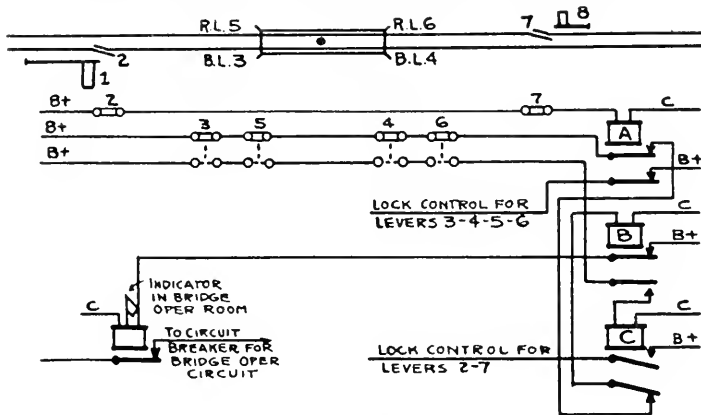 R.L.5
R.L.6
7
8
B.L.3
B.L.4
2
1
B+
2
7
C
B+
3
5
4
6
A
B+
B+
LOCK CONTROL FOR
LEVERS 3-4-5-6
C
B
B+
INDICATOR
IN BRIDGE
OPER ROOM
C
TO CIRCUIT
BREAKER FOR
BRIDGE OPER
CIRCUIT
C
C
B+
LOCK CONTROL FOR
LEVERS 2-7